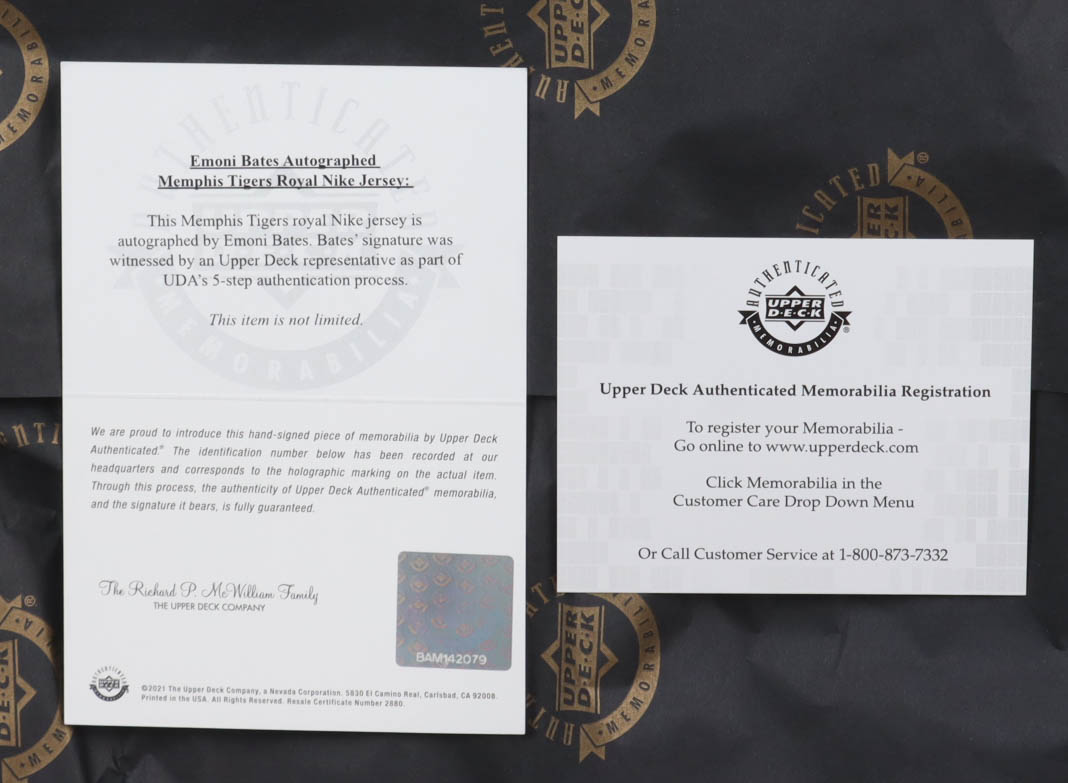 AUTHENTICATED
MEMORABILIA
Emoni Bates Autographed
Memphis Tigers Royal Nike Jersey:
This Memphis Tigers royal Nike jersey is
autographed by Emoni Bates. Bates' signature was
witnessed by an Upper Deck representative as part of
UDA's 5-step authentication process.
This item is not limited.
We are proud to introduce this hand-signed piece of memorabilia by Upper Deck
Authenticated.® The identification number below has been recorded at our
headquarters and corresponds to the holographic marking on the actual item.
Through this process, the authenticity of Upper Deck Authenticated® memorabilia,
and the signature it bears, is fully guaranteed.
The Richard P. McWilliam Family
THE UPPER DECK COMPANY
BAM142079
©2021 The Upper Deck Company, a Nevada Corporation. 5830 El Camino Real, Carlsbad, CA 92008.
Printed in the USA. All Rights Reserved. Resale Certificate Number 2880.
AUTHENTICATED
UPPER
D·E·C·K
MEMORABILIA®
Upper Deck Authenticated Memorabilia Registration
To register your Memorabilia -
Go online to www.upperdeck.com
Click Memorabilia in the
Customer Care Drop Down Menu
Or Call Customer Service at 1-800-873-7332
UPPER
D·E·C·K